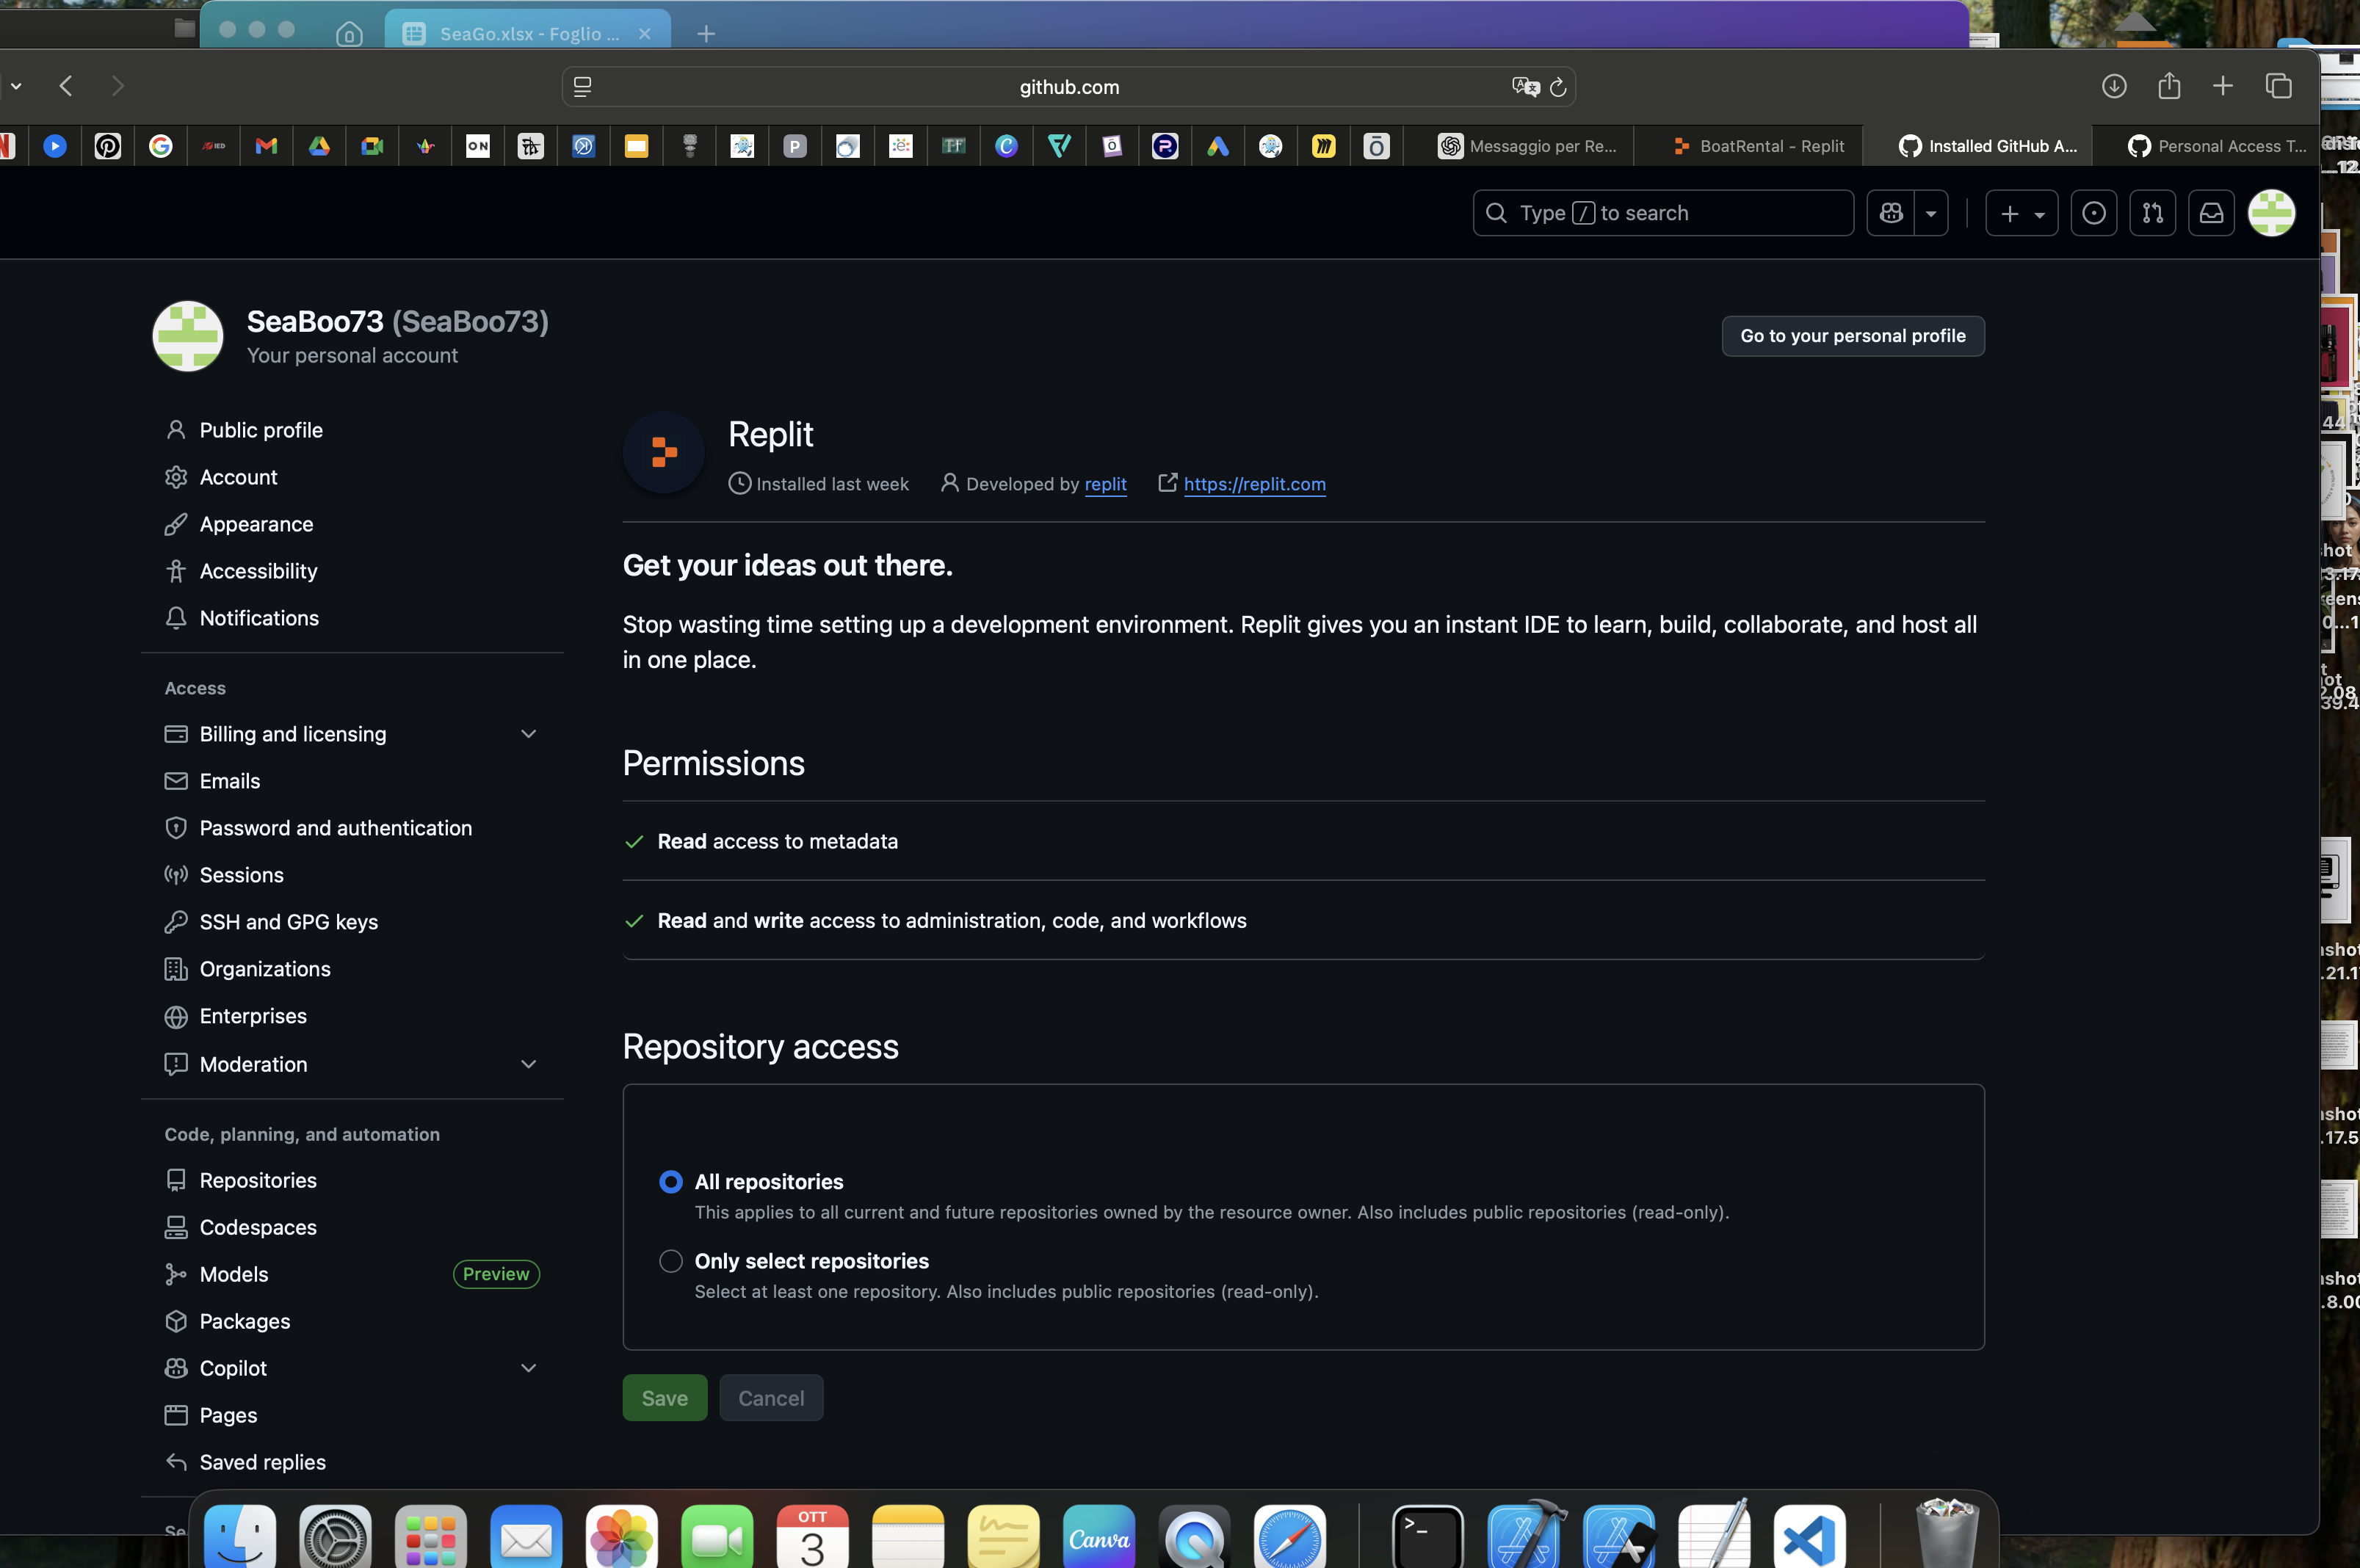 SeaGo.xlsx - Foglio ...
github.com
Messaggio per Re...
BoatRental - Replit
Installed GitHub A...
Personal Access T...
Type / to search
SeaBoo73 (SeaBoo73)
Your personal account
Go to your personal profile
Public profile
Account
Appearance
Accessibility
Notifications
Access
Billing and licensing
Emails
Password and authentication
Sessions
SSH and GPG keys
Organizations
Enterprises
Moderation
Code, planning, and automation
Repositories
Codespaces
Models
Preview
Packages
Copilot
Pages
Saved replies
Replit
Installed last week
Developed by replit
https://replit.com
Get your ideas out there.
Stop wasting time setting up a development environment. Replit gives you an instant IDE to learn, build, collaborate, and host all
in one place.
Permissions
Read access to metadata
Read and write access to administration, code, and workflows
Repository access
All repositories
This applies to all current and future repositories owned by the resource owner. Also includes public repositories (read-only).
Only select repositories
Select at least one repository. Also includes public repositories (read-only).
Save
Cancel
OTT
3
Canva